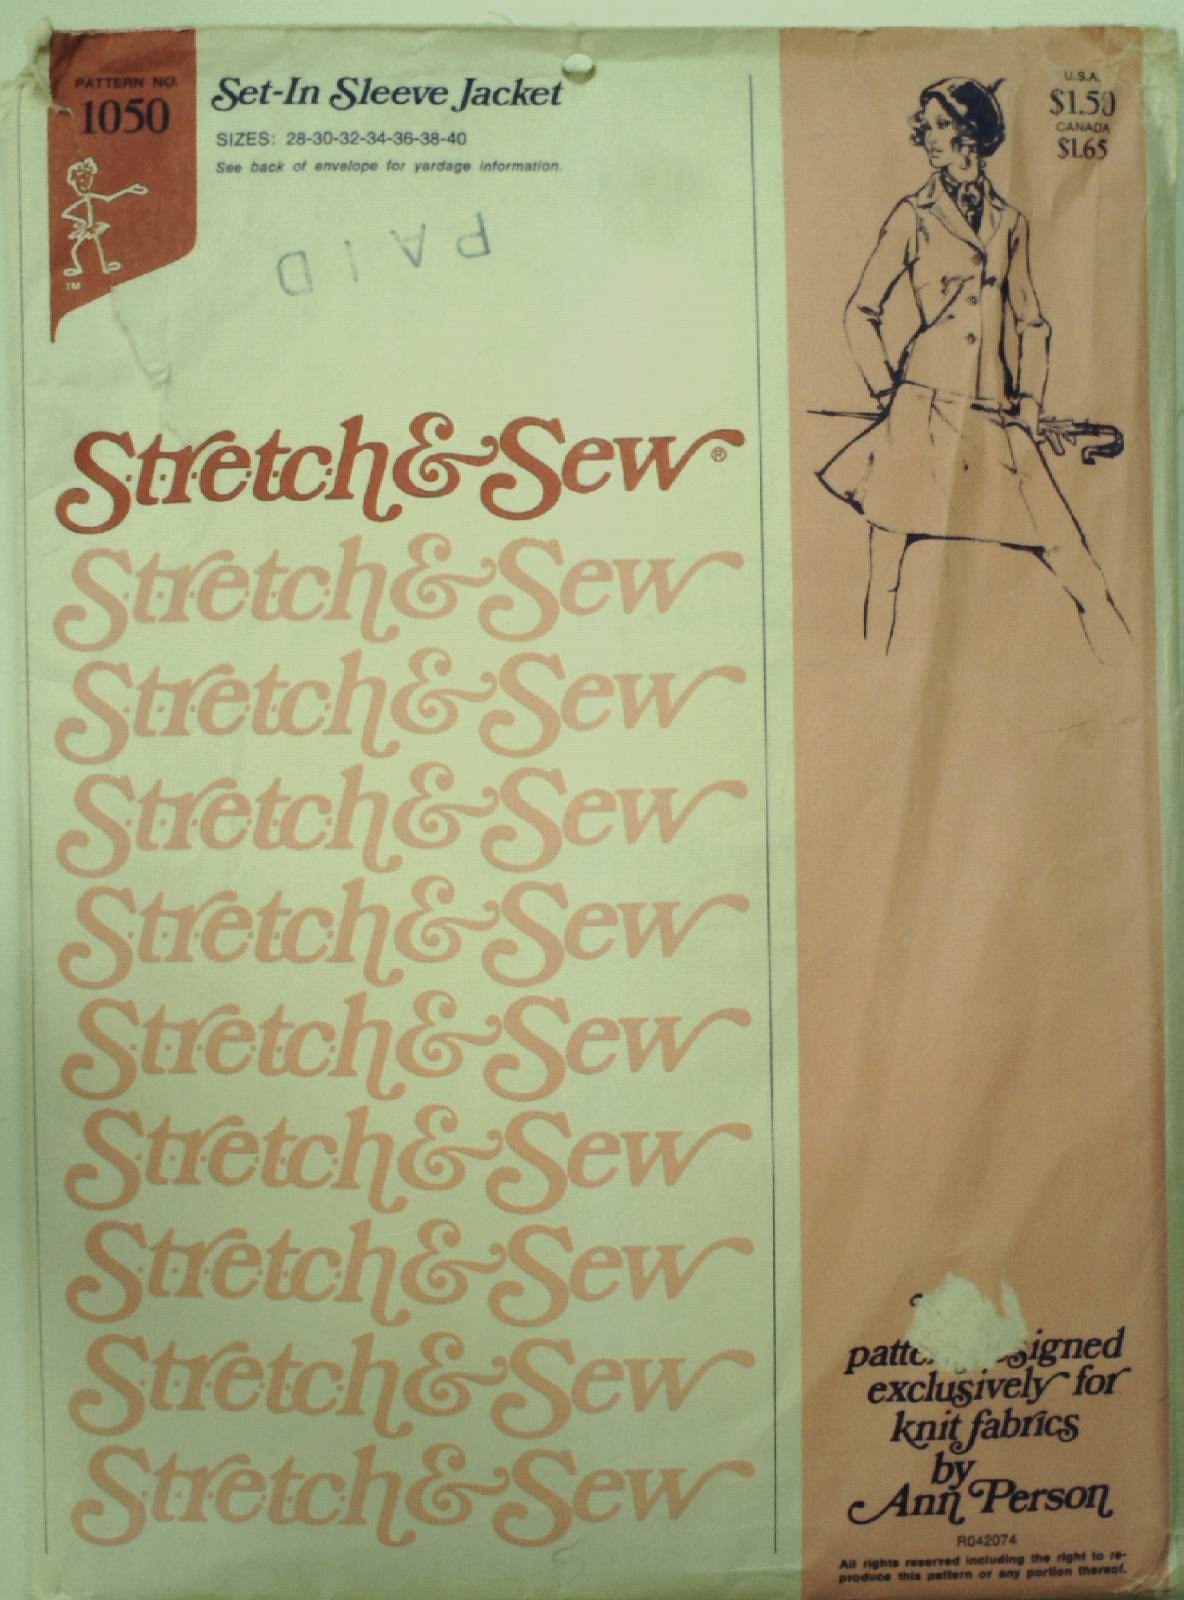 PATTERN NO.
1050
TM
Set-In Sleeve Jacket
SIZES: 28-30-32-34-36-38-40
See back of envelope for yardage information.
PAID
U.S.A.
$1.50
CANADA
$1.65
Stretch & Sew®
Stretch & Sew
Stretch & Sew
Stretch & Sew
Stretch & Sew
Stretch & Sew
Stretch & Sew
Stretch & Sew
Stretch & Sew
Stretch & Sew
exclusively for
knit fabrics
by
Ann Person
R042074
All rights reserved including the right to re-
produce this pattern or any portion thereof.